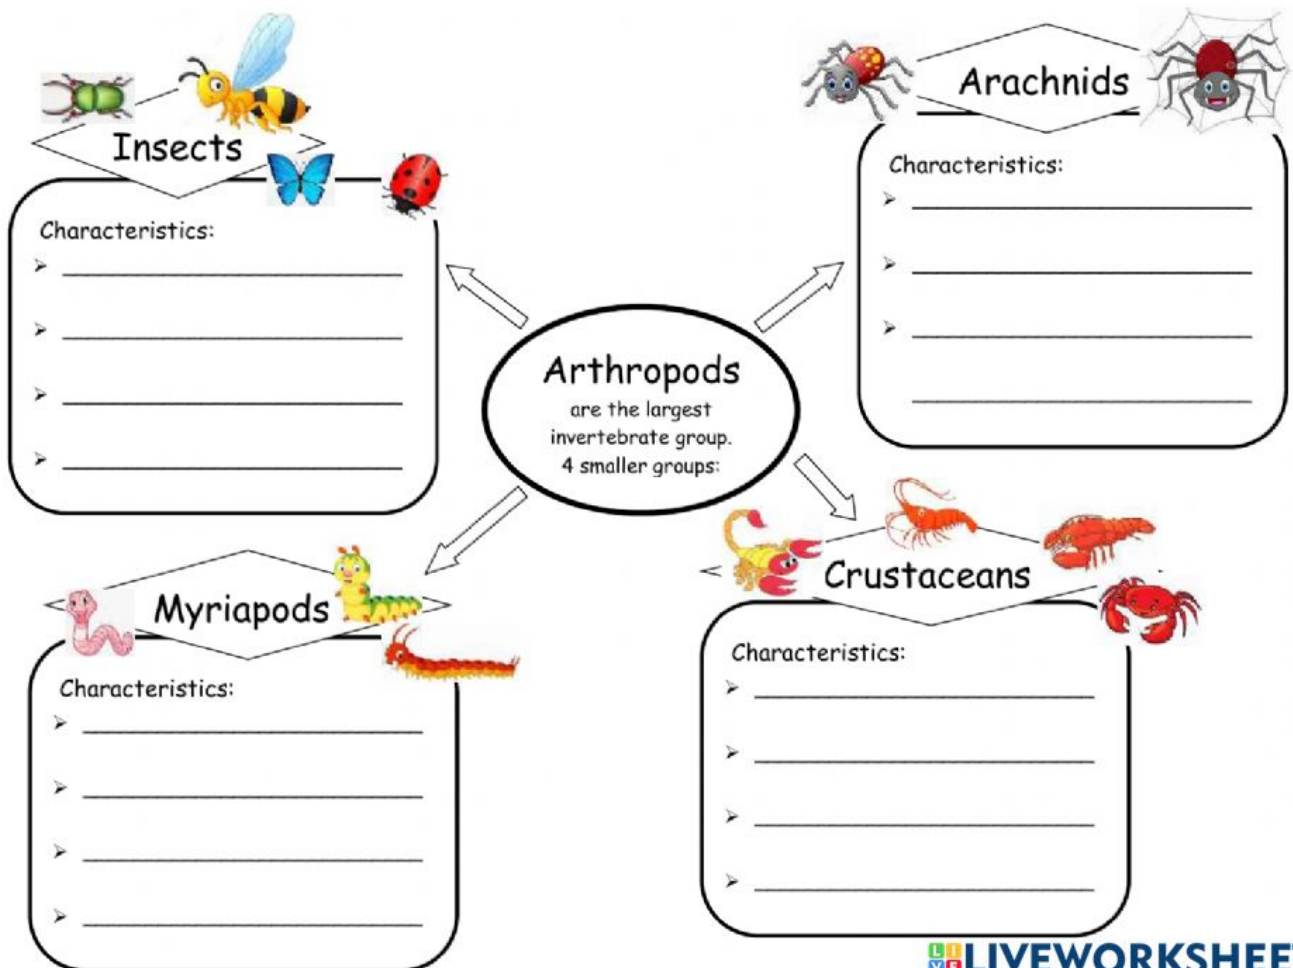 Insects
Characteristics:
Arachnids
Characteristics:
Arthropods
are the largest
invertebrate group.
4 smaller groups:
Myriapods
Characteristics:
Crustaceans
Characteristics:
LIVEWORKSHEE